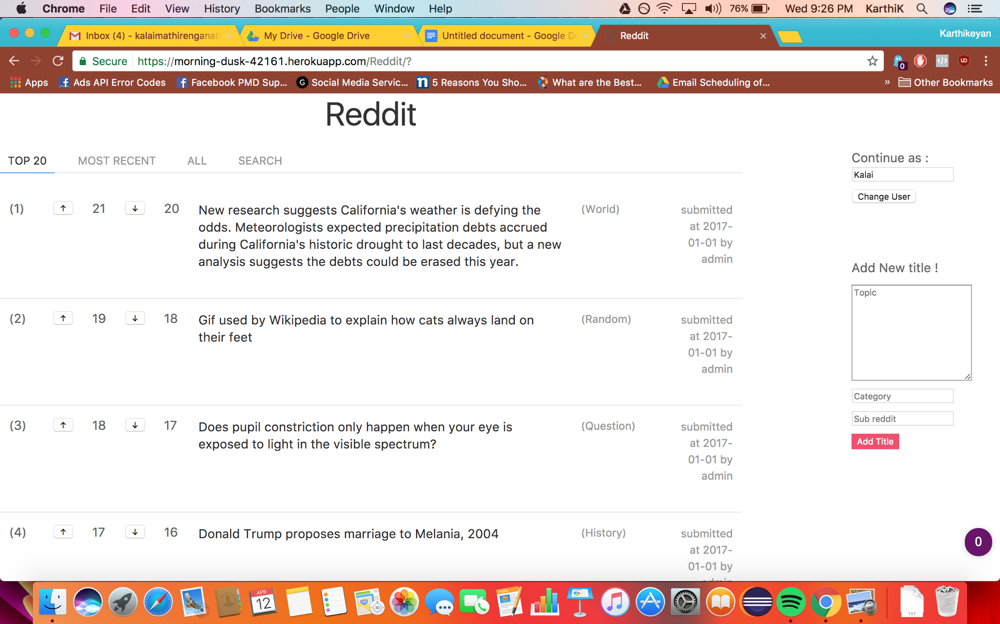 Chrome File Edit View History Bookmarks People Window Help 76% Wed 9:26 PM KarthiK
Inbox (4) - kalaimathirenganat My Drive - Google Drive Untitled document - Google Do Reddit Karthikeyan
Secure https://morning-dusk-42161.herokuapp.com/Reddit/? 0
Apps Ads API Error Codes Facebook PMD Sup... Social Media Servic... 5 Reasons You Sho... What are the Best... Email Scheduling of... » Other Bookmarks
Reddit
TOP 20 MOST RECENT ALL SEARCH
(1) ↑ 21 ↓ 20
New research suggests California's weather is defying the
odds. Meteorologists expected precipitation debts accrued
during California's historic drought to last decades, but a new
analysis suggests the debts could be erased this year.
(World)
submitted
at 2017-
01-01 by
admin
(2) ↑ 19 ↓ 18
Gif used by Wikipedia to explain how cats always land on
their feet
(Random)
submitted
at 2017-
01-01 by
admin
(3) ↑ 18 ↓ 17
Does pupil constriction only happen when your eye is
exposed to light in the visible spectrum?
(Question)
submitted
at 2017-
01-01 by
admin
(4) ↑ 17 ↓ 16
Donald Trump proposes marriage to Melania, 2004
(History)
submitted
at 2017-
01-01 by
Continue as :
Kalai
Change User
Add New title !
Topic
Category
Sub reddit
Add Title
0
APR
12
280
3D
PAGES
TXT